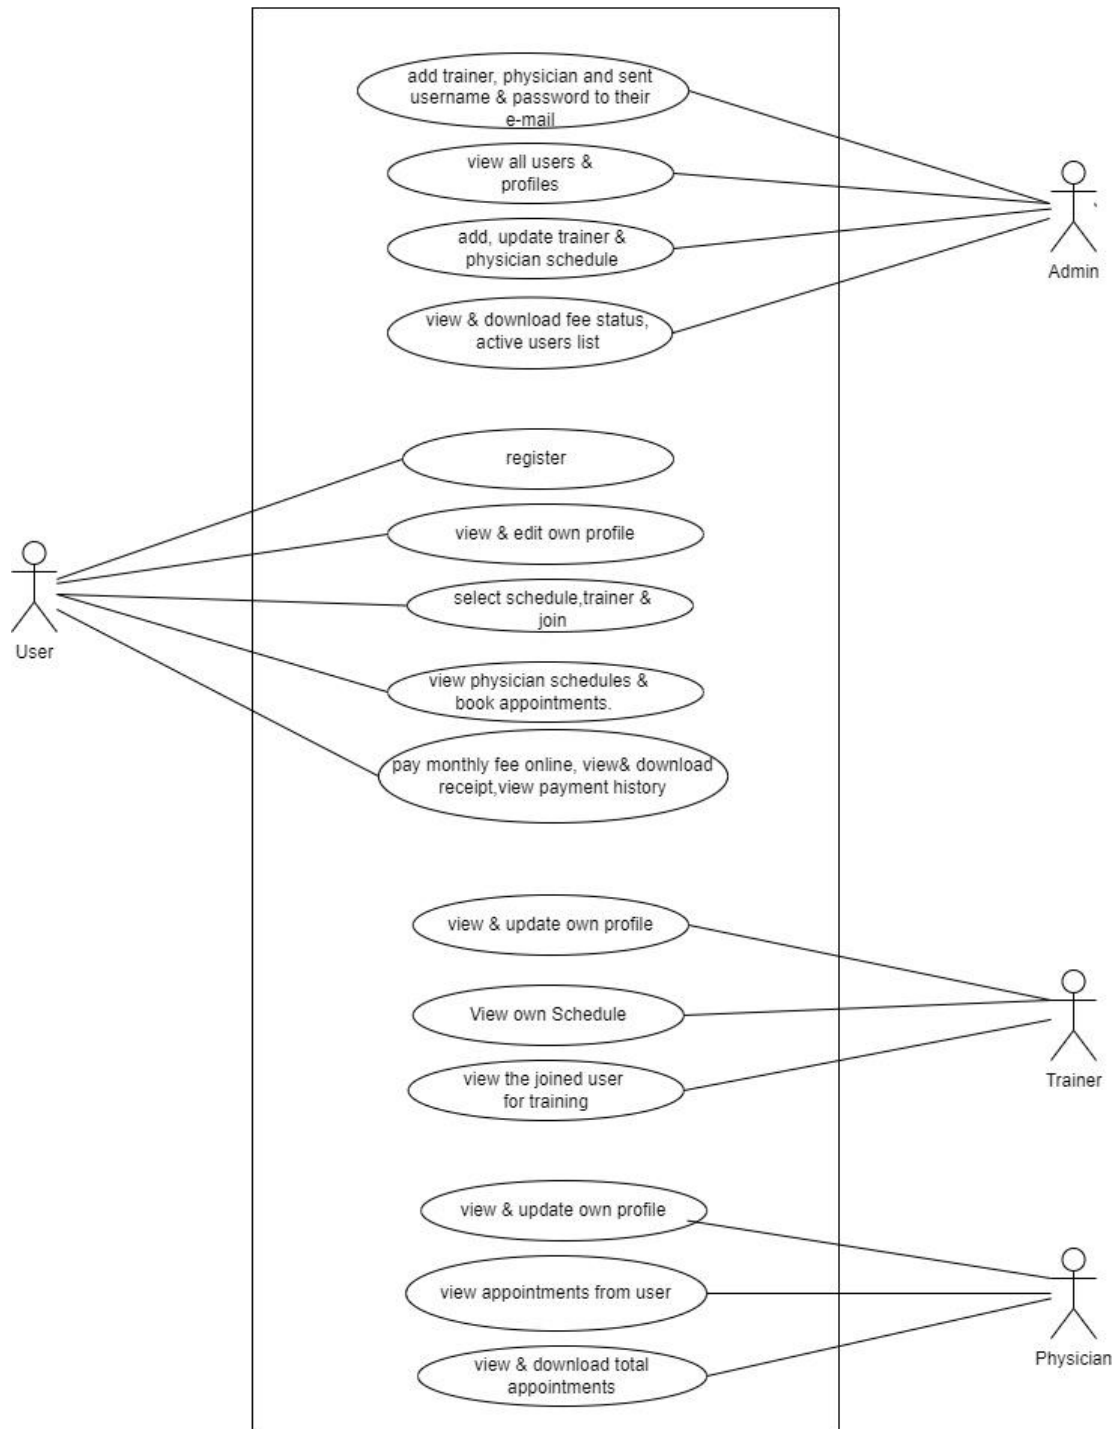 add trainer, physician and sent
username & password to their
e-mail
view all users &
profiles
add, update trainer &
physician schedule
Admin
view & download fee status,
active users list
register
view & edit own profile
select schedule,trainer &
join
User
view physician schedules &
book appointments.
pay monthly fee online, view& download
receipt,view payment history
view & update own profile
View own Schedule
view the joined user
for training
Trainer
view & update own profile
view appointments from user
Physician
view & download total
appointments